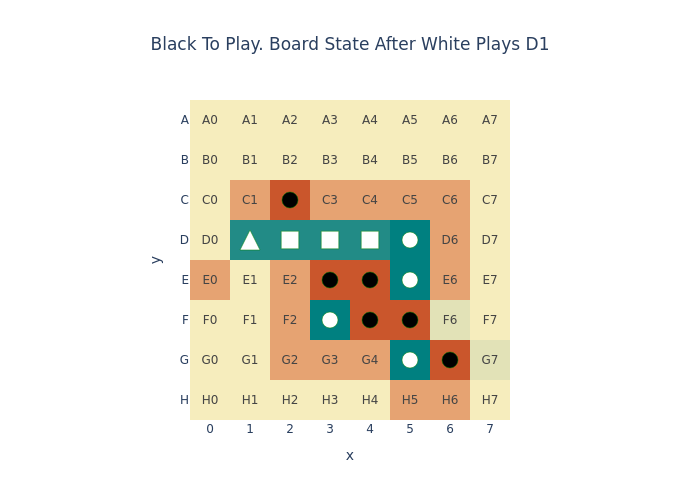 Black To Play. Board State After White Plays D1
A A0 A1 A2 A3 A4 A5 A6 A7
B B0 B1 B2 B3 B4 B5 B6 B7
C C0 C1 C3 C4 C5 C6 C7
D D0 D6 D7
y
E E0 E1 E2 E6 E7
F F0 F1 F2 F6 F7
G G0 G1 G2 G3 G4 G7
H H0 H1 H2 H3 H4 H5 H6 H7
0 1 2 3 4 5 6 7
x